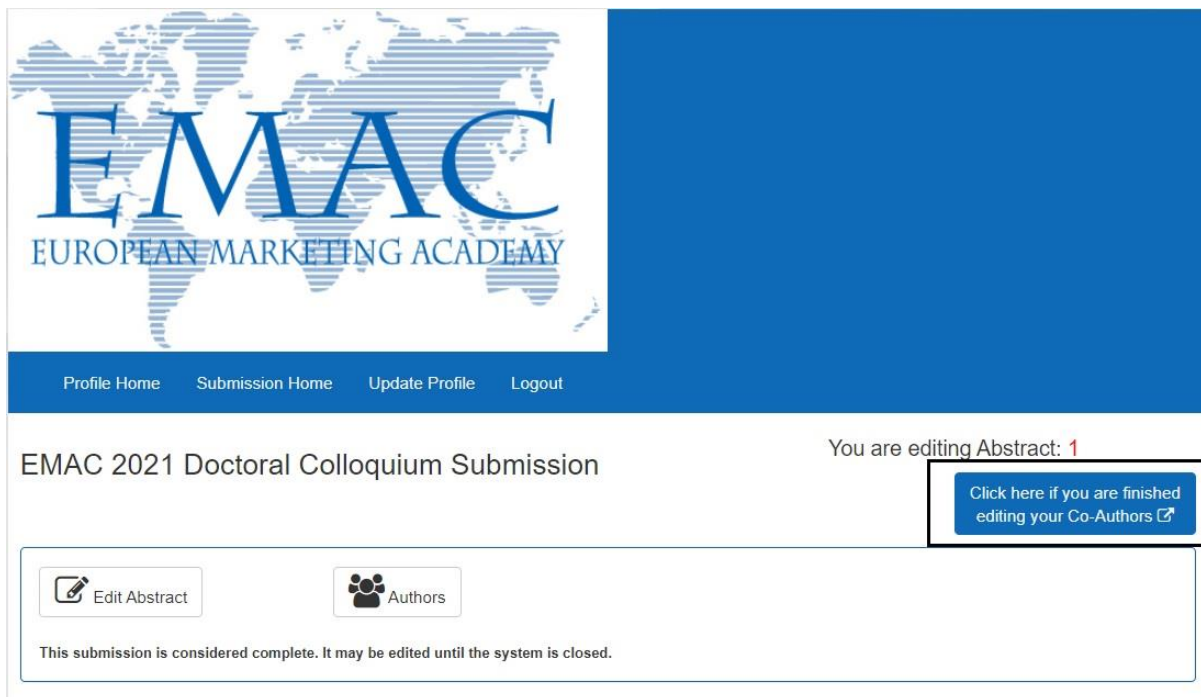 EMAC
EUROPEAN MARKETING ACADEMY
Profile Home Submission Home Update Profile Logout
EMAC 2021 Doctoral Colloquium Submission
You are editing Abstract: 1
Click here if you are finished
editing your Co-Authors
Edit Abstract
Authors
This submission is considered complete. It may be edited until the system is closed.